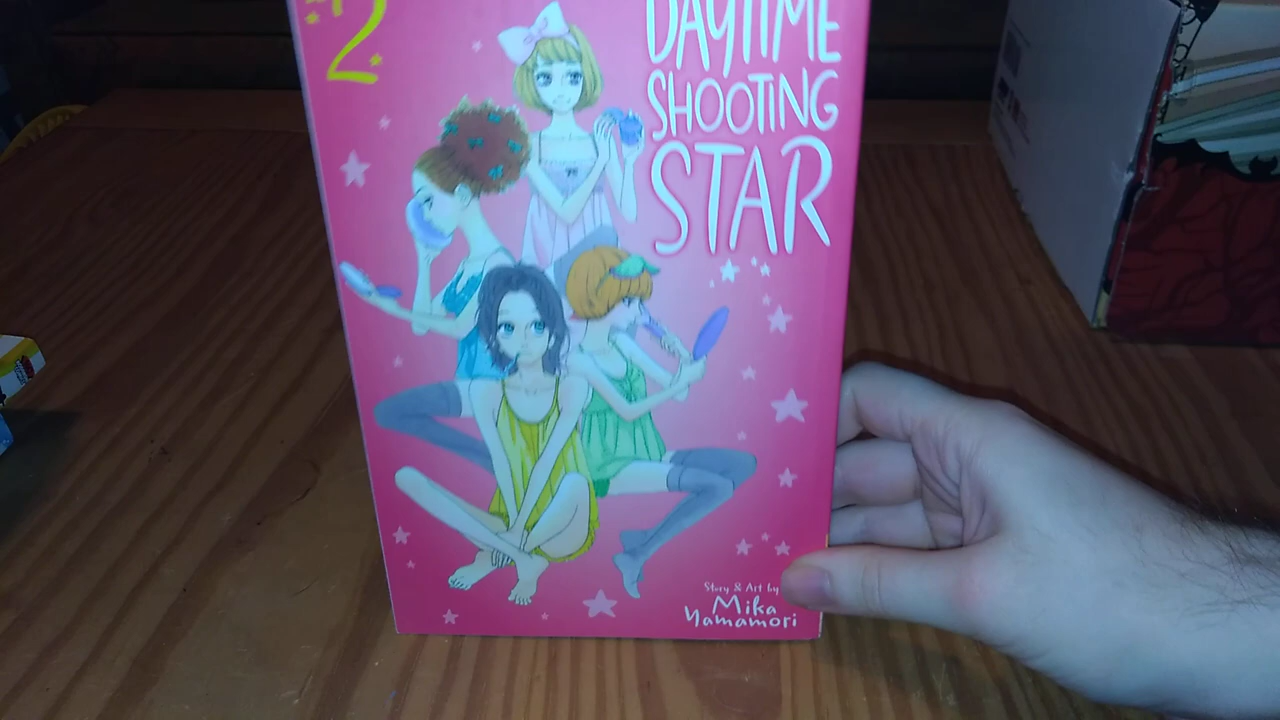 2
DAYTIME
SHOOTING
STAR
Story & Art by
Mika
Yamamori